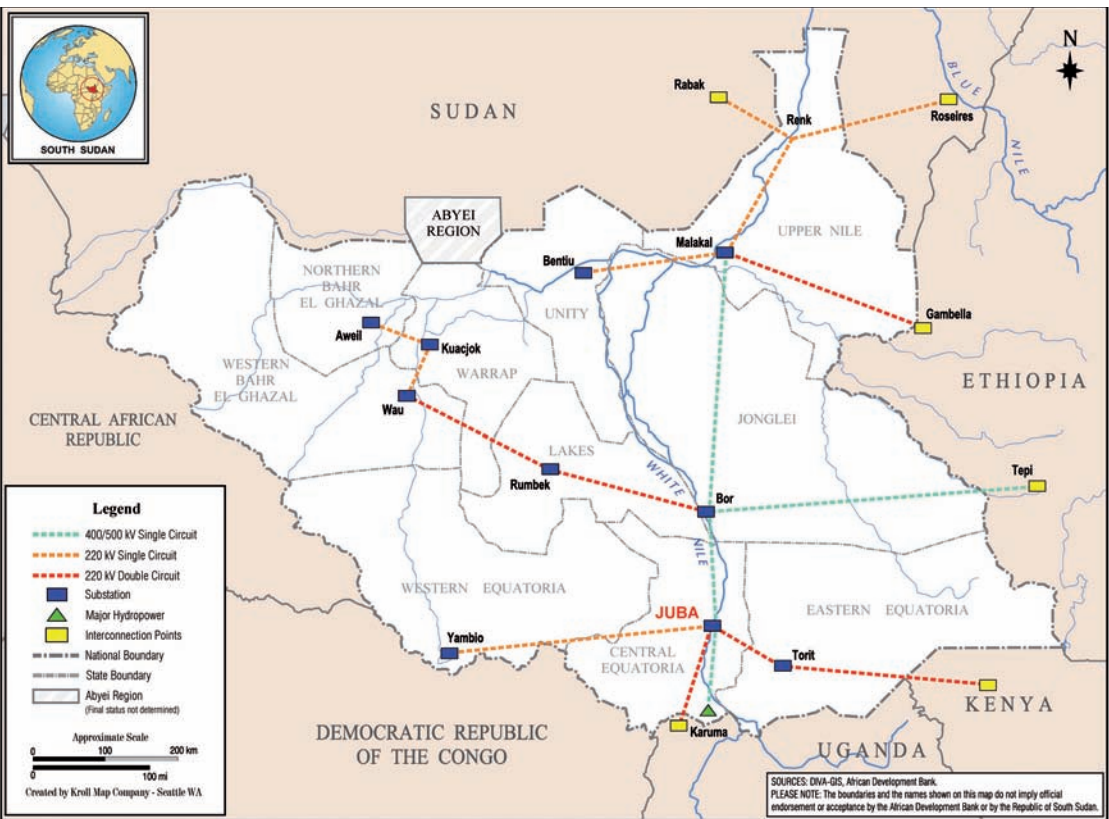 SOUTH SUDAN
N
SUDAN
Rabak
Renk
Roseires
BLUE
NILE
ABYEI
REGION
UPPER NILE
Malakal
Bentiu
NORTHERN
BAHR
EL GHAZAL
UNITY
Gambella
Aweil
Kuacjok
WESTERN
BAHR
EL GHAZAL
WARRAP
ETHIOPIA
Wau
CENTRAL AFRICAN
REPUBLIC
JONGLEI
LAKES
Rumbek
WHITE
NILE
Bor
Tepi
Legend
400/500 kV Single Circuit
220 kV Single Circuit
220 kV Double Circuit
Substation
Major Hydropower
Interconnection Points
National Boundary
State Boundary
Abyei Region
(Final status not determined)
Approximate Scale
0 100 200 km
0 100 mi
Created by Kroll Map Company - Seattle WA
WESTERN EQUATORIA
EASTERN EQUATORIA
JUBA
Yambio
CENTRAL
EQUATORIA
Torit
KENYA
Karuma
DEMOCRATIC REPUBLIC
OF THE CONGO
UGANDA
SOURCES: DIVA-GIS, African Development Bank.
PLEASE NOTE: The boundaries and the names shown on this map do not imply official
endorsement or acceptance by the African Development Bank or by the Republic of South Sudan.